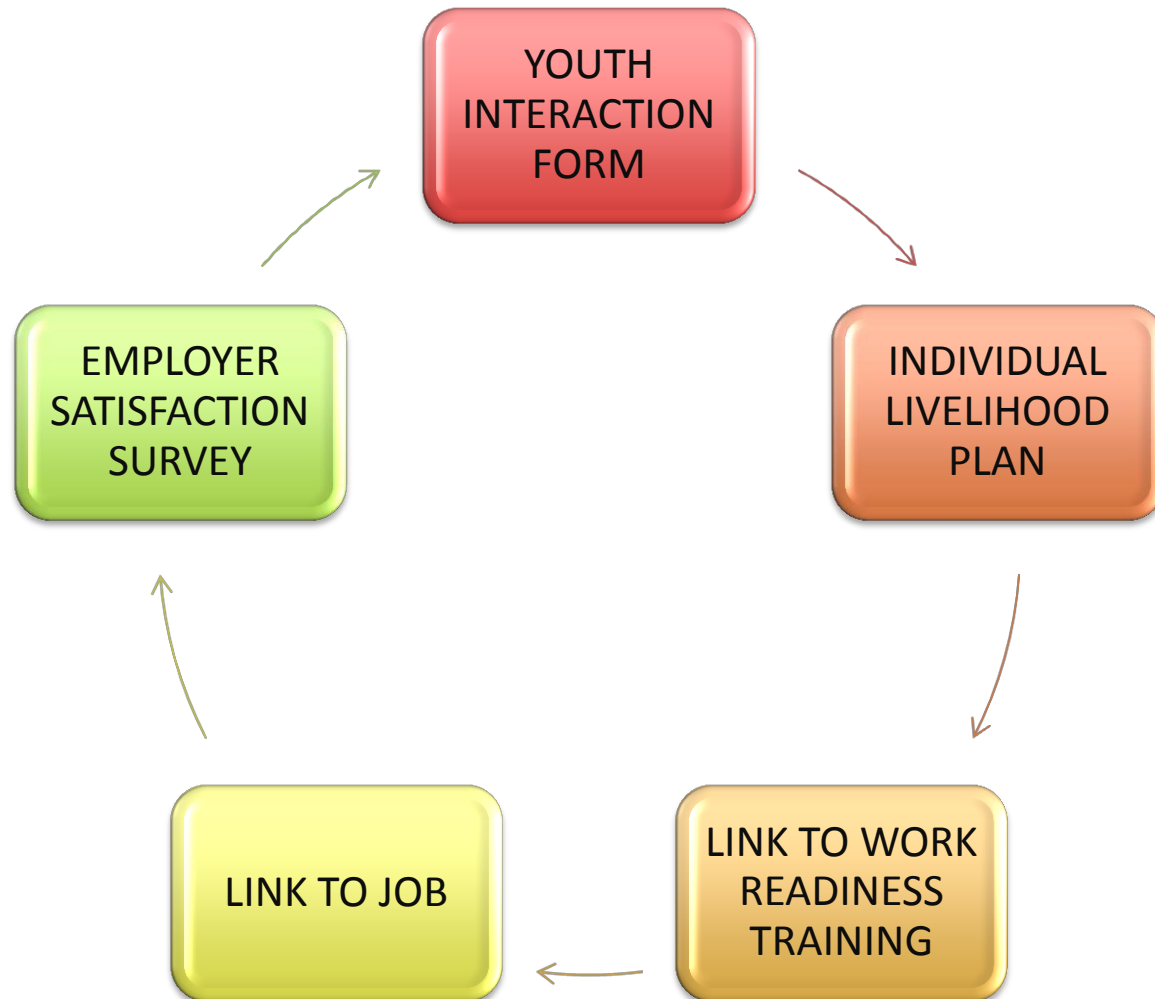 YOUTH
INTERACTION
FORM
INDIVIDUAL
LIVELIHOOD
PLAN
LINK TO WORK
READINESS
TRAINING
LINK TO JOB
EMPLOYER
SATISFACTION
SURVEY